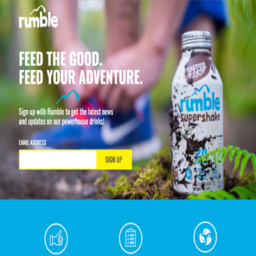 rumble
FEED THE GOOD.
FEED YOUR ADVENTURE.
Sign up with Rumble to get the latest news
and updates on our powerhouse drinks!
EMAIL ADDRESS
SIGN UP
rumble
supershake